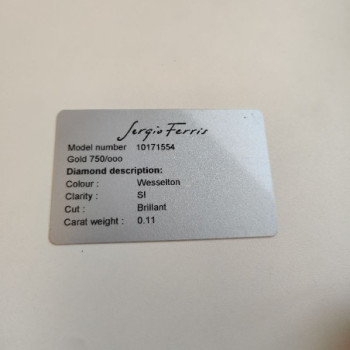 Sergio Ferris
Model number 10171554
Gold 750/ooo
Diamond description:
Colour : Wesselton
Clarity : SI
Cut : Brillant
Carat weight : 0.11